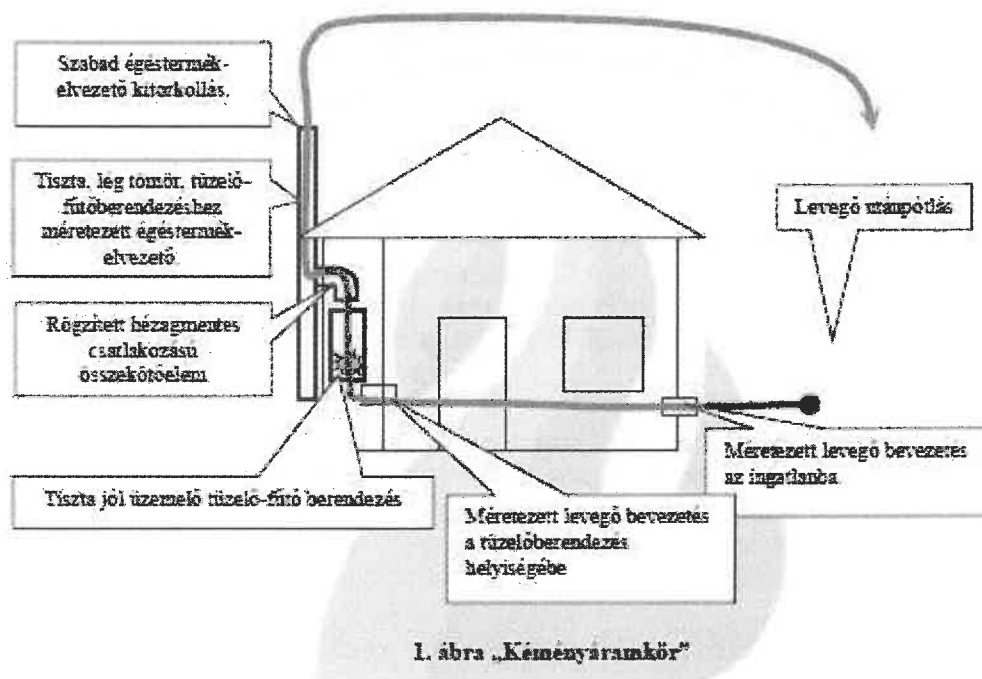 Szabad égéstermék-
elvezető kitorkollás.
Tiszta, lég tömör, tüzelő-
fűtőberendezéshez
méretezett égéstermék-
elvezető
Levegő utánpótlás
Rögzített hézagmentes
csatlakozású
összekötőelem
Tiszta jól üzemelő tüzelő-fűtő berendezés
Méretezett levegő bevezetés
a tüzelőberendezés
helyiségébe
Méretezett levegő bevezetés
az ingatlanba
1. ábra „Kéményáramkör”